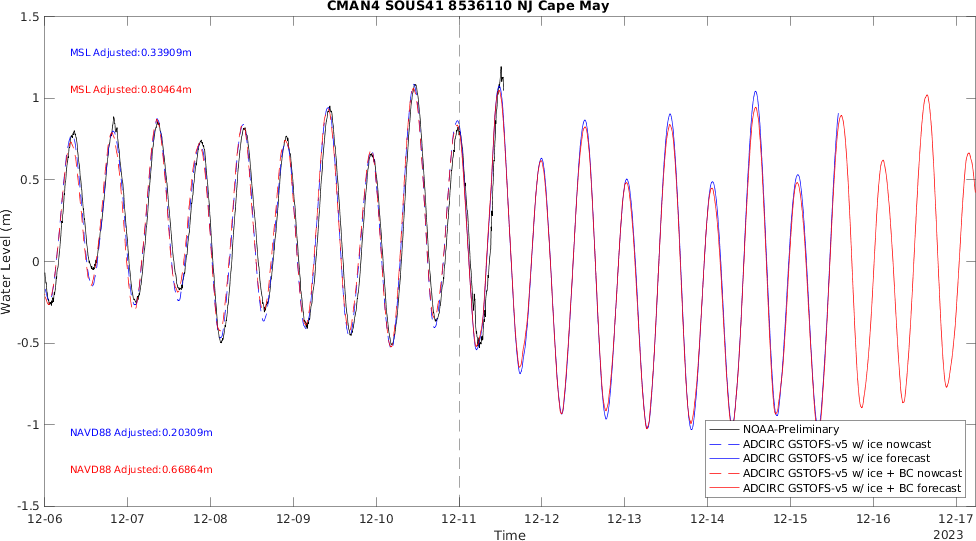 CMAN4 SOUS41 8536110 NJ Cape May
1.5
MSL Adjusted:0.33909m
MSL Adjusted:0.80464m
1
0.5
Water Level (m)
0
-0.5
-1
NAVD88 Adjusted:0.20309m
NAVD88 Adjusted:0.66864m
-1.5
NOAA-Preliminary
ADCIRC GSTOFS-v5 w/ ice nowcast
ADCIRC GSTOFS-v5 w/ ice forecast
ADCIRC GSTOFS-v5 w/ ice + BC nowcast
ADCIRC GSTOFS-v5 w/ ice + BC forecast
12-06 12-07 12-08 12-09 12-10 12-11 12-12 12-13 12-14 12-15 12-16 12-17
Time
2023